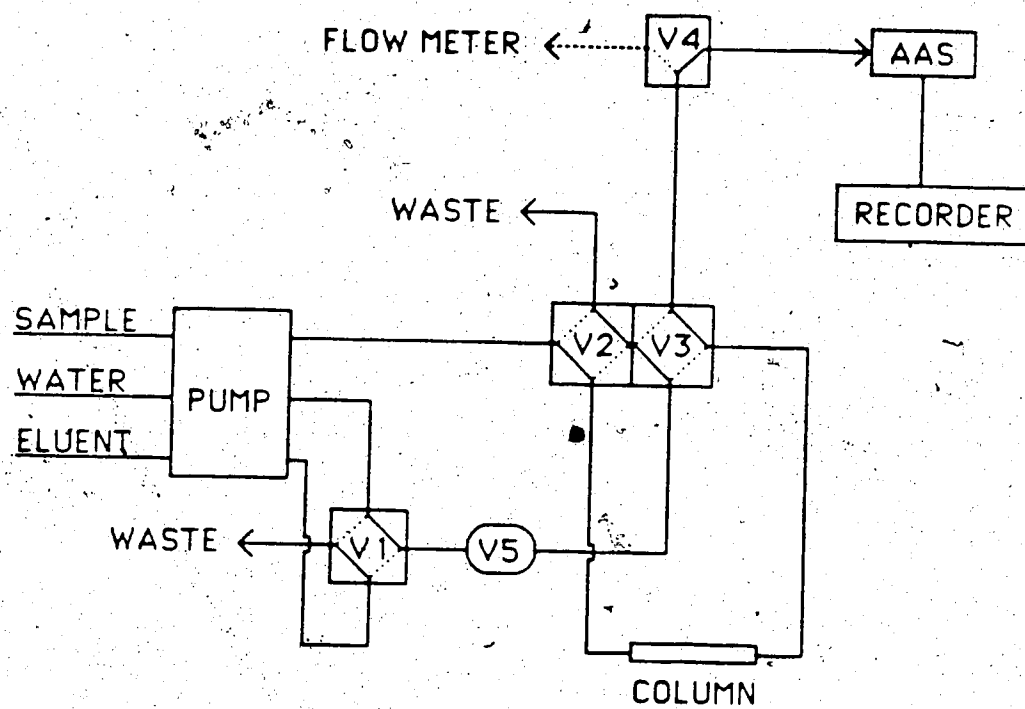 FLOW METER
V4
AAS
RECORDER
WASTE
SAMPLE
WATER
ELUENT
PUMP
V2
V3
WASTE
V1
V5
COLUMN